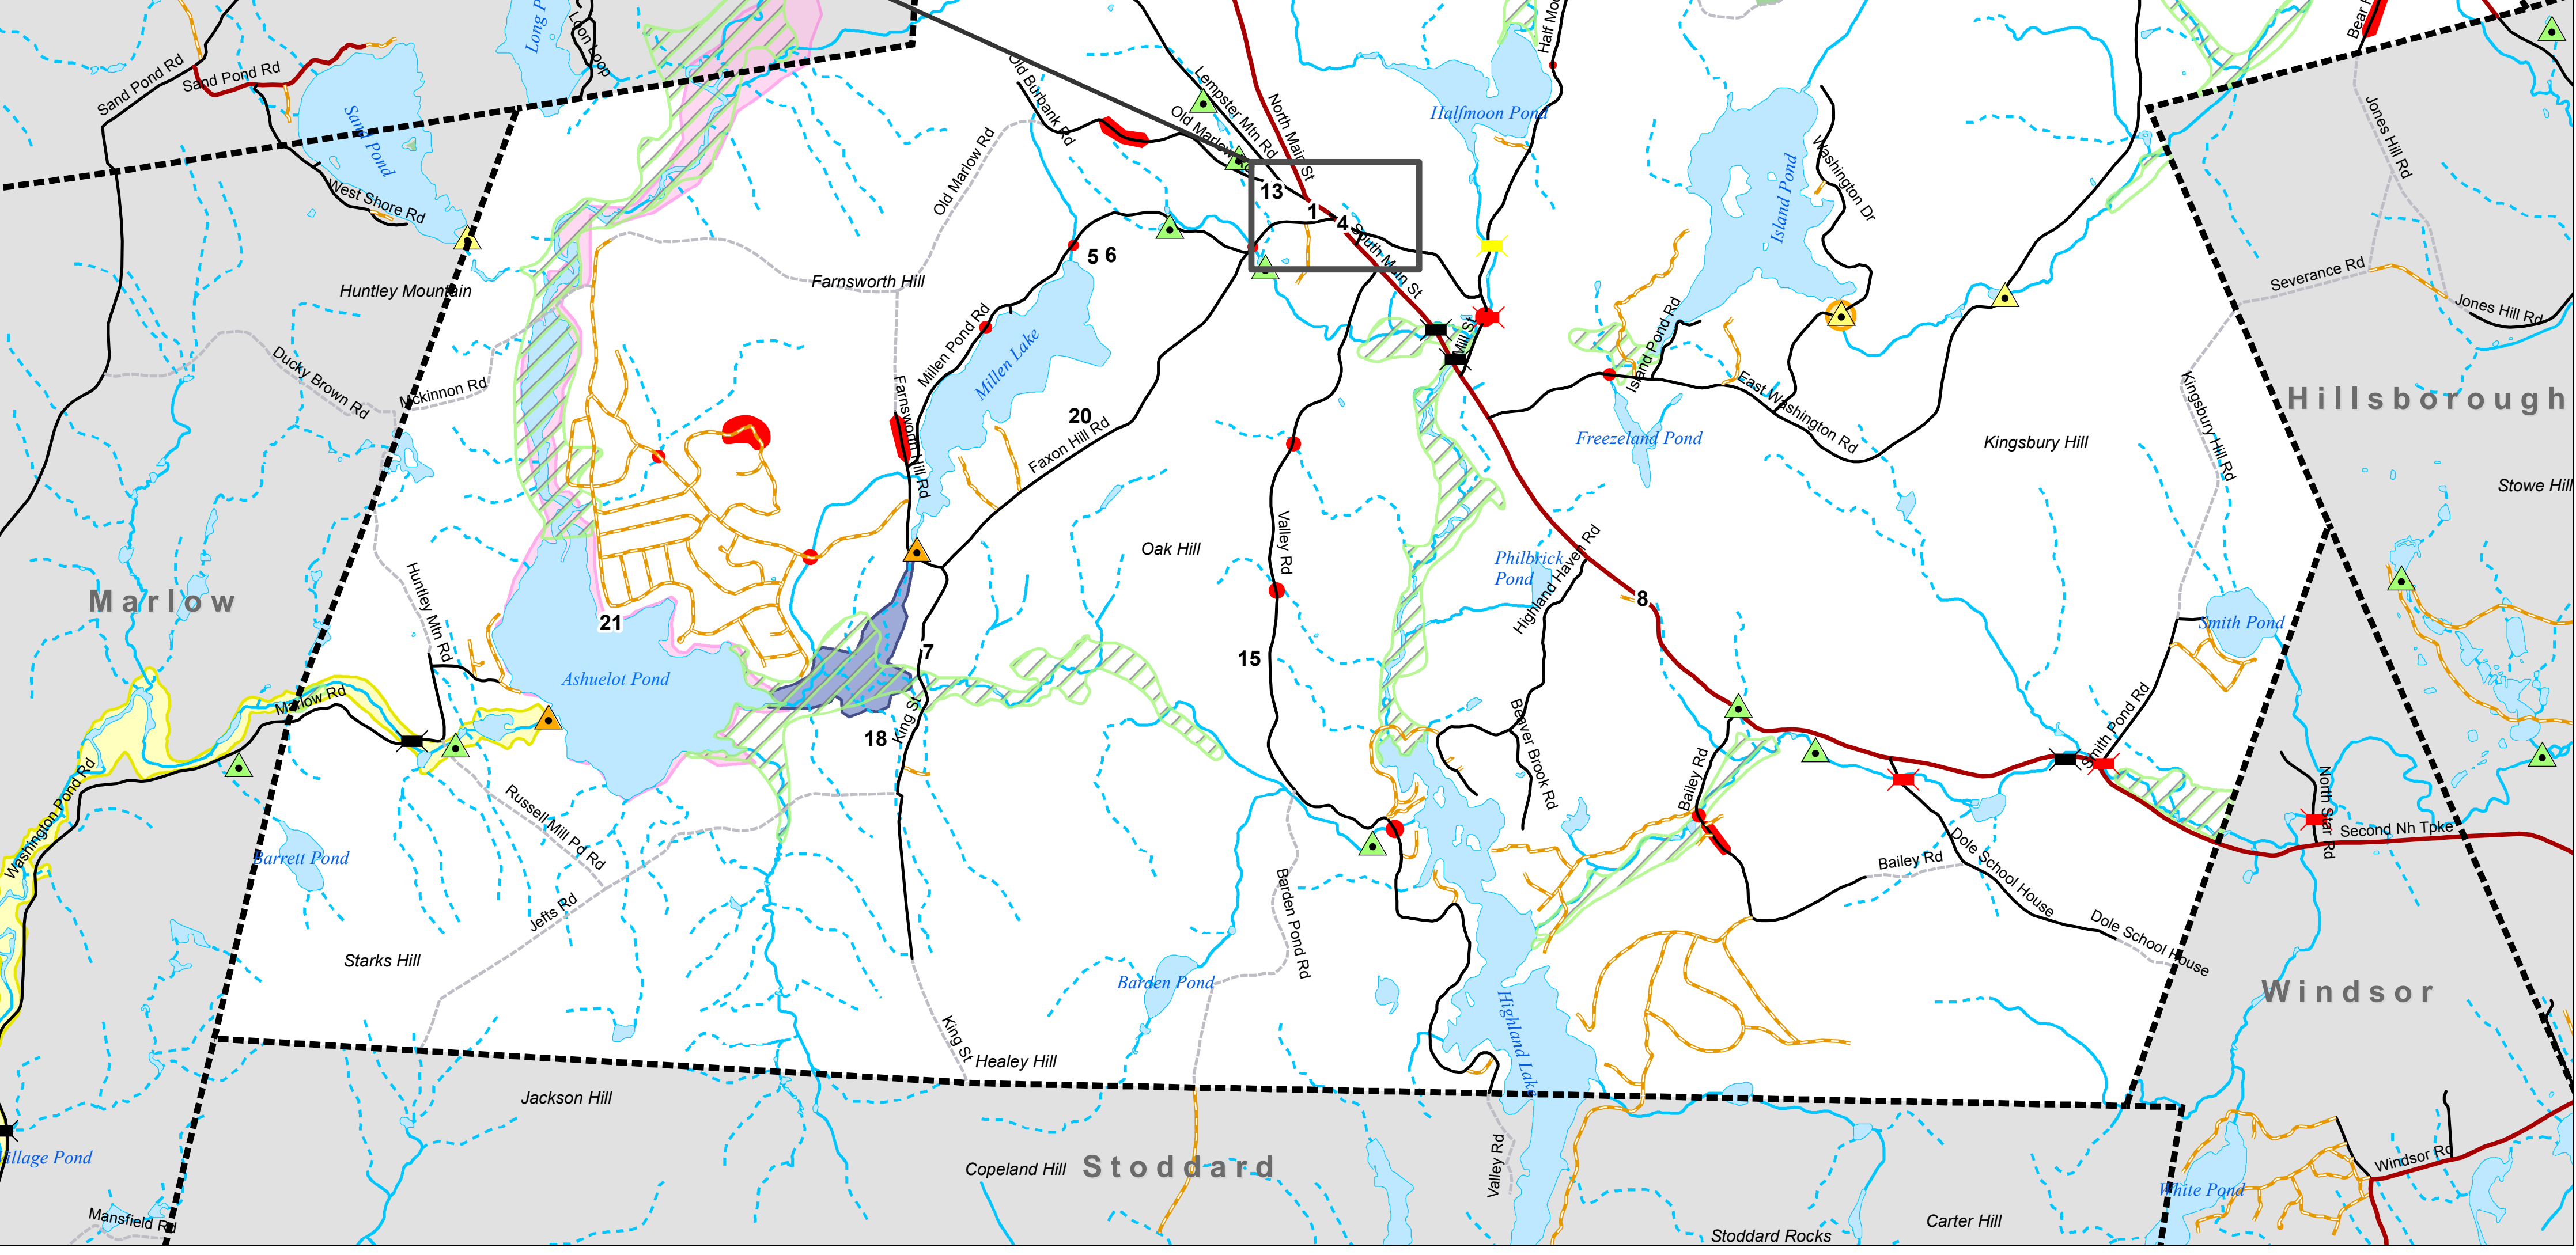 Long P
Loon Loop
Half Moo
Bear H
Sand Pond Rd
Sand Pond Rd
Sand Pond
West Shore Rd
Old Burbank Rd
Lempster Mtn Rd
Old Marlow
North Main St
Halfmoon Pond
Washington Dr
Jones Hill Rd
Old Marlow Rd
13
1
4
South Main St
Island Pond
5 6
Huntley Mountain
Farnsworth Hill
Severance Rd
Jones Hill Rd
Ducky Brown Rd
Mckinnon Rd
Millen Pond Rd
Millen Lake
Mill St
Island Pond Rd
East Washington Rd
Kingsbury Hill Rd
Hillsborough
Farnsworth Hill Rd
20
Faxon Hill Rd
Freezeland Pond
Kingsbury Hill
Stowe Hill
Oak Hill
Valley Rd
Philbrick
Pond
Highland Haven Rd
8
Marlow
Huntley Mtn Rd
21
Smith Pond
7
15
Ashuelot Pond
Marlow Rd
18
King St
Beaver Brook Rd
Bailey Rd
Smith Pond Rd
Washington Pond Rd
Russell Mill Pd Rd
North Star Rd
Second Nh Tpke
Barrett Pond
Bailey Rd
Dole School House
Jefts Rd
Barden Pond Rd
Dole School House
Starks Hill
Barden Pond
Highland Lake
Windsor
King St
Healey Hill
Jackson Hill
Village Pond
Copeland Hill
Stoddard
Valley Rd
Windsor Rd
White Pond
Mansfield Rd
Carter Hill
Stoddard Rocks